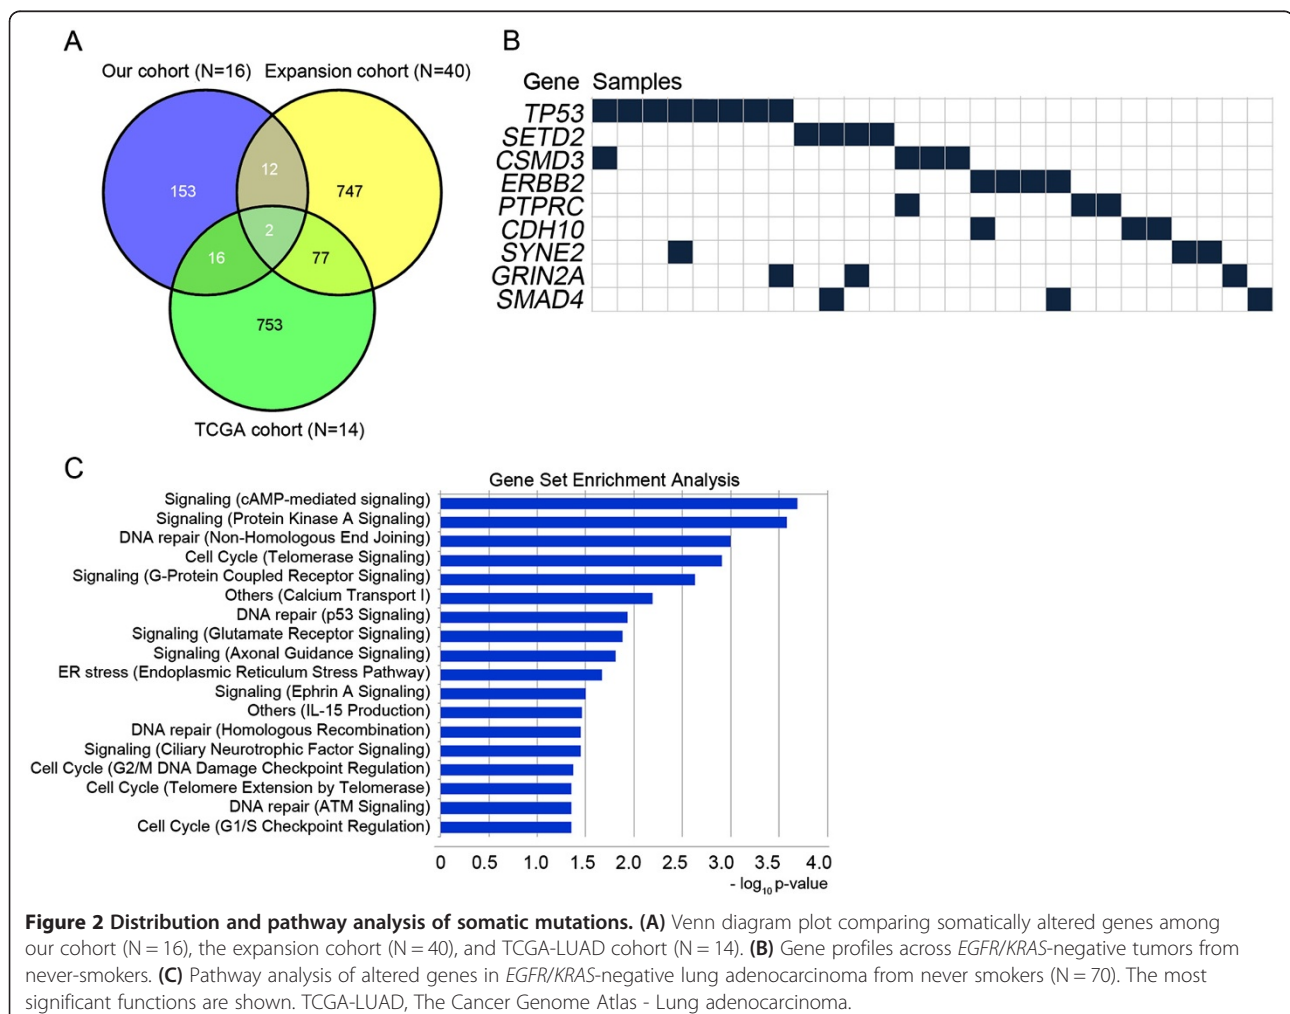 A
Our cohort (N=16) Expansion cohort (N=40)
12
153
747
2
16
77
753
TCGA cohort (N=14)
B
Gene Samples
TP53
SETD2
CSMD3
ERBB2
PTPRC
CDH10
SYNE2
GRIN2A
SMAD4
C
Gene Set Enrichment Analysis
Signaling (cAMP-mediated signaling)
Signaling (Protein Kinase A Signaling)
DNA repair (Non-Homologous End Joining)
Cell Cycle (Telomerase Signaling)
Signaling (G-Protein Coupled Receptor Signaling)
Others (Calcium Transport I)
DNA repair (p53 Signaling)
Signaling (Glutamate Receptor Signaling)
Signaling (Axonal Guidance Signaling)
ER stress (Endoplasmic Reticulum Stress Pathway)
Signaling (Ephrin A Signaling)
Others (IL-15 Production)
DNA repair (Homologous Recombination)
Signaling (Ciliary Neurotrophic Factor Signaling)
Cell Cycle (G2/M DNA Damage Checkpoint Regulation)
Cell Cycle (Telomere Extension by Telomerase)
DNA repair (ATM Signaling)
Cell Cycle (G1/S Checkpoint Regulation)
0 0.5 1.0 1.5 2.0 2.5 3.0 3.5 4.0
- log10 p-value
Figure 2 Distribution and pathway analysis of somatic mutations. (A) Venn diagram plot comparing somatically altered genes among
our cohort (N = 16), the expansion cohort (N = 40), and TCGA-LUAD cohort (N = 14). (B) Gene profiles across EGFR/KRAS-negative tumors from
never-smokers. (C) Pathway analysis of altered genes in EGFR/KRAS-negative lung adenocarcinoma from never smokers (N = 70). The most
significant functions are shown. TCGA-LUAD, The Cancer Genome Atlas - Lung adenocarcinoma.